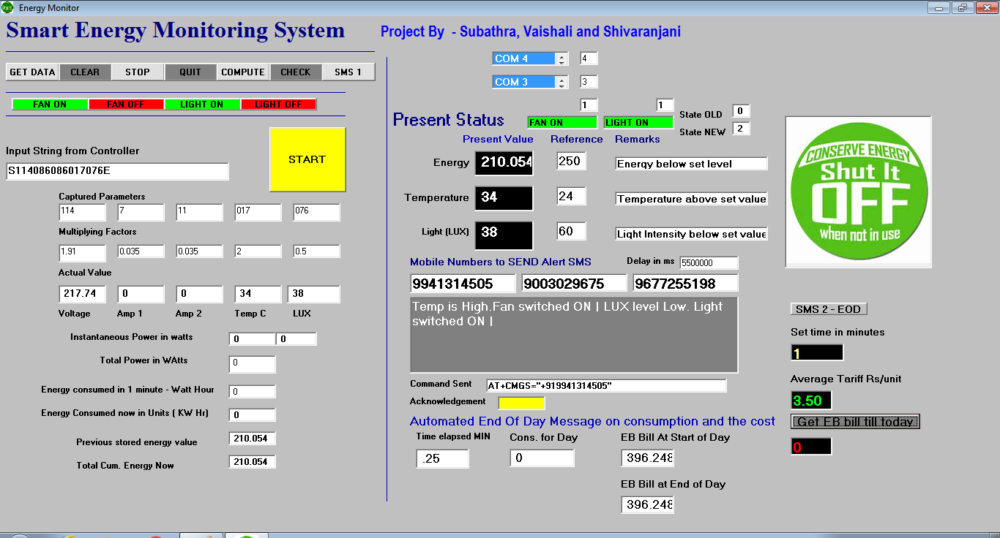 Energy Monitor
Smart Energy Monitoring System
Project By - Subathra, Vaishali and Shivaranjani
GET DATA CLEAR STOP QUIT COMPUTE CHECK SMS 1
FAN ON FAN OFF LIGHT ON LIGHT OFF
Input String from Controller
S114086086017076E
START
Captured Parameters
114 7 11 017 076
Multiplying Factors
1.91 0.035 0.035 2 0.5
Actual Value
217.74 0 0 34 38
Voltage Amp 1 Amp 2 Temp C LUX
Instantaneous Power in watts 0 0
Total Power in WAtts 0
Energy consumed in 1 minute - Watt Hour 0
Energy Consumed now in Units ( KW Hr) 0
Previous stored energy value 210.054
Total Cum. Energy Now 210.054
COM 4 4
COM 3 3
1 1
Present Status FAN ON LIGHT ON
State OLD 0
State NEW 2
Present Value Reference Remarks
Energy 210.054 250 Energy below set level
Temperature 34 24 Temperature above set value
Light (LUX) 38 60 Light Intensity below set value
Mobile Numbers to SEND Alert SMS Delay in ms 5500000
9941314505 9003029675 9677255198
Temp is High.Fan switched ON | LUX level Low. Light
switched ON |
Command Sent AT+CMGS="+919941314505"
Acknowledgement
Automated End Of Day Message on consumption and the cost
Time elapsed MIN Cons. for Day EB Bill At Start of Day
.25 0 396.248
EB Bill at End of Day
396.248
CONSERVE ENERGY
Shut It
OFF
when not in use
SMS 2 - EOD
Set time in minutes
1
Average Tariff Rs/unit
3.50
Get EB bill till today
0